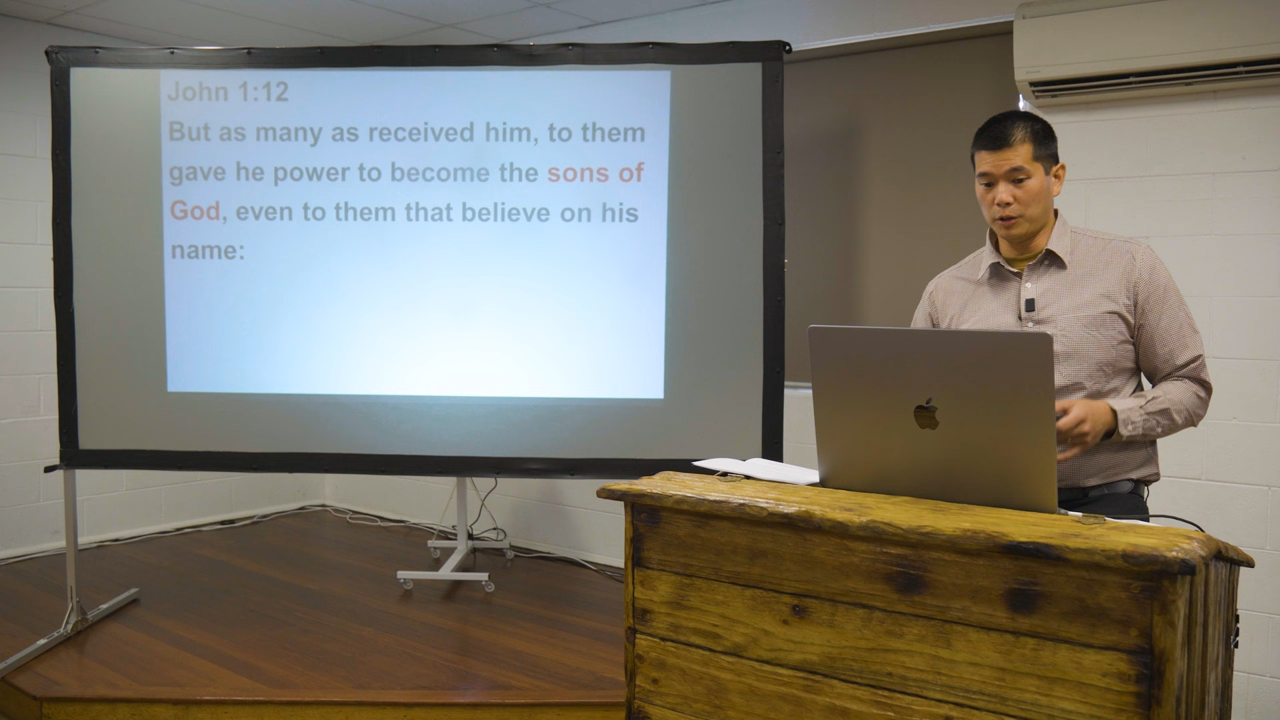 John 1:12
But as many as received him, to them
gave he power to become the sons of
God, even to them that believe on his
name: